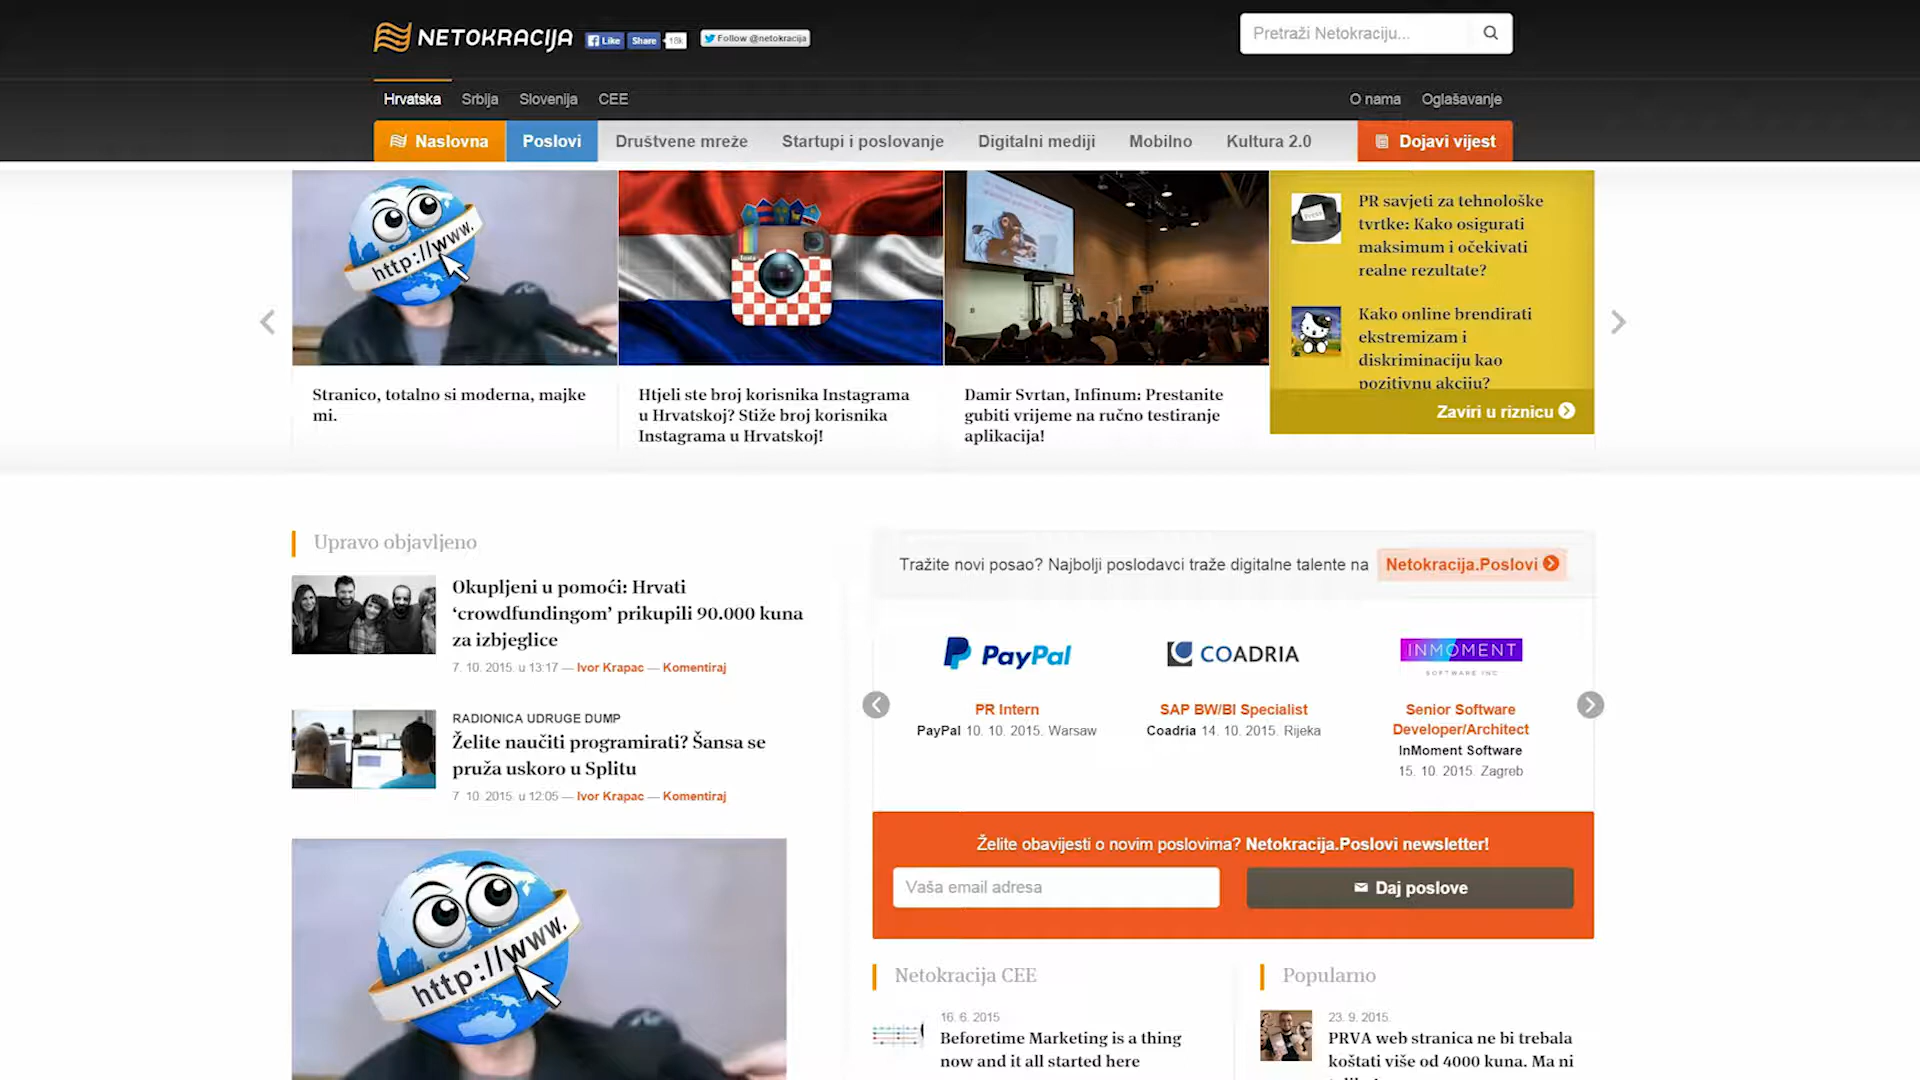 NETOKRACIJA
Like
Share
18k
Follow @netokracija
Pretraži Netokraciju...
Hrvatska
Srbija
Slovenija
CEE
O nama
Oglašavanje
Naslovna
Poslovi
Društvene mreže
Startupi i poslovanje
Digitalni mediji
Mobilno
Kultura 2.0
Dojavi vijest
http://www.
Stranico, totalno si moderna, majke
mi.
Htjeli ste broj korisnika Instagrama
u Hrvatskoj? Stiže broj korisnika
Instagrama u Hrvatskoj!
Damir Svrtan, Infinum: Prestanite
gubiti vrijeme na ručno testiranje
aplikacija!
PR savjeti za tehnološke
tvrtke: Kako osigurati
maksimum i očekivati
realne rezultate?
Kako online brendirati
ekstremizam i
diskriminaciju kao
pozitivnu akciju?
Zaviri u riznicu
Upravo objavljeno
Okupljeni u pomoći: Hrvati
‘crowdfundingom’ prikupili 90.000 kuna
za izbjeglice
7. 10. 2015. u 13:17 — Ivor Krapac — Komentiraj
RADIONICA UDRUGE DUMP
Želite naučiti programirati? Šansa se
pruža uskoro u Splitu
7. 10. 2015. u 12:05 — Ivor Krapac — Komentiraj
http://www.
Tražite novi posao? Najbolji poslodavci traže digitalne talente na Netokracija.Poslovi
PayPal
PR Intern
PayPal 10. 10. 2015. Warsaw
COADRIA
SAP BW/BI Specialist
Coadria 14. 10. 2015. Rijeka
INMOMENT
SOFTWARE INC
Senior Software
Developer/Architect
InMoment Software
15. 10. 2015. Zagreb
Želite obavijesti o novim poslovima? Netokracija.Poslovi newsletter!
Vaša email adresa
Daj poslove
Netokracija CEE
16. 6. 2015
Beforetime Marketing is a thing
now and it all started here
Popularno
23. 9. 2015.
PRVA web stranica ne bi trebala
koštati više od 4000 kuna. Ma ni